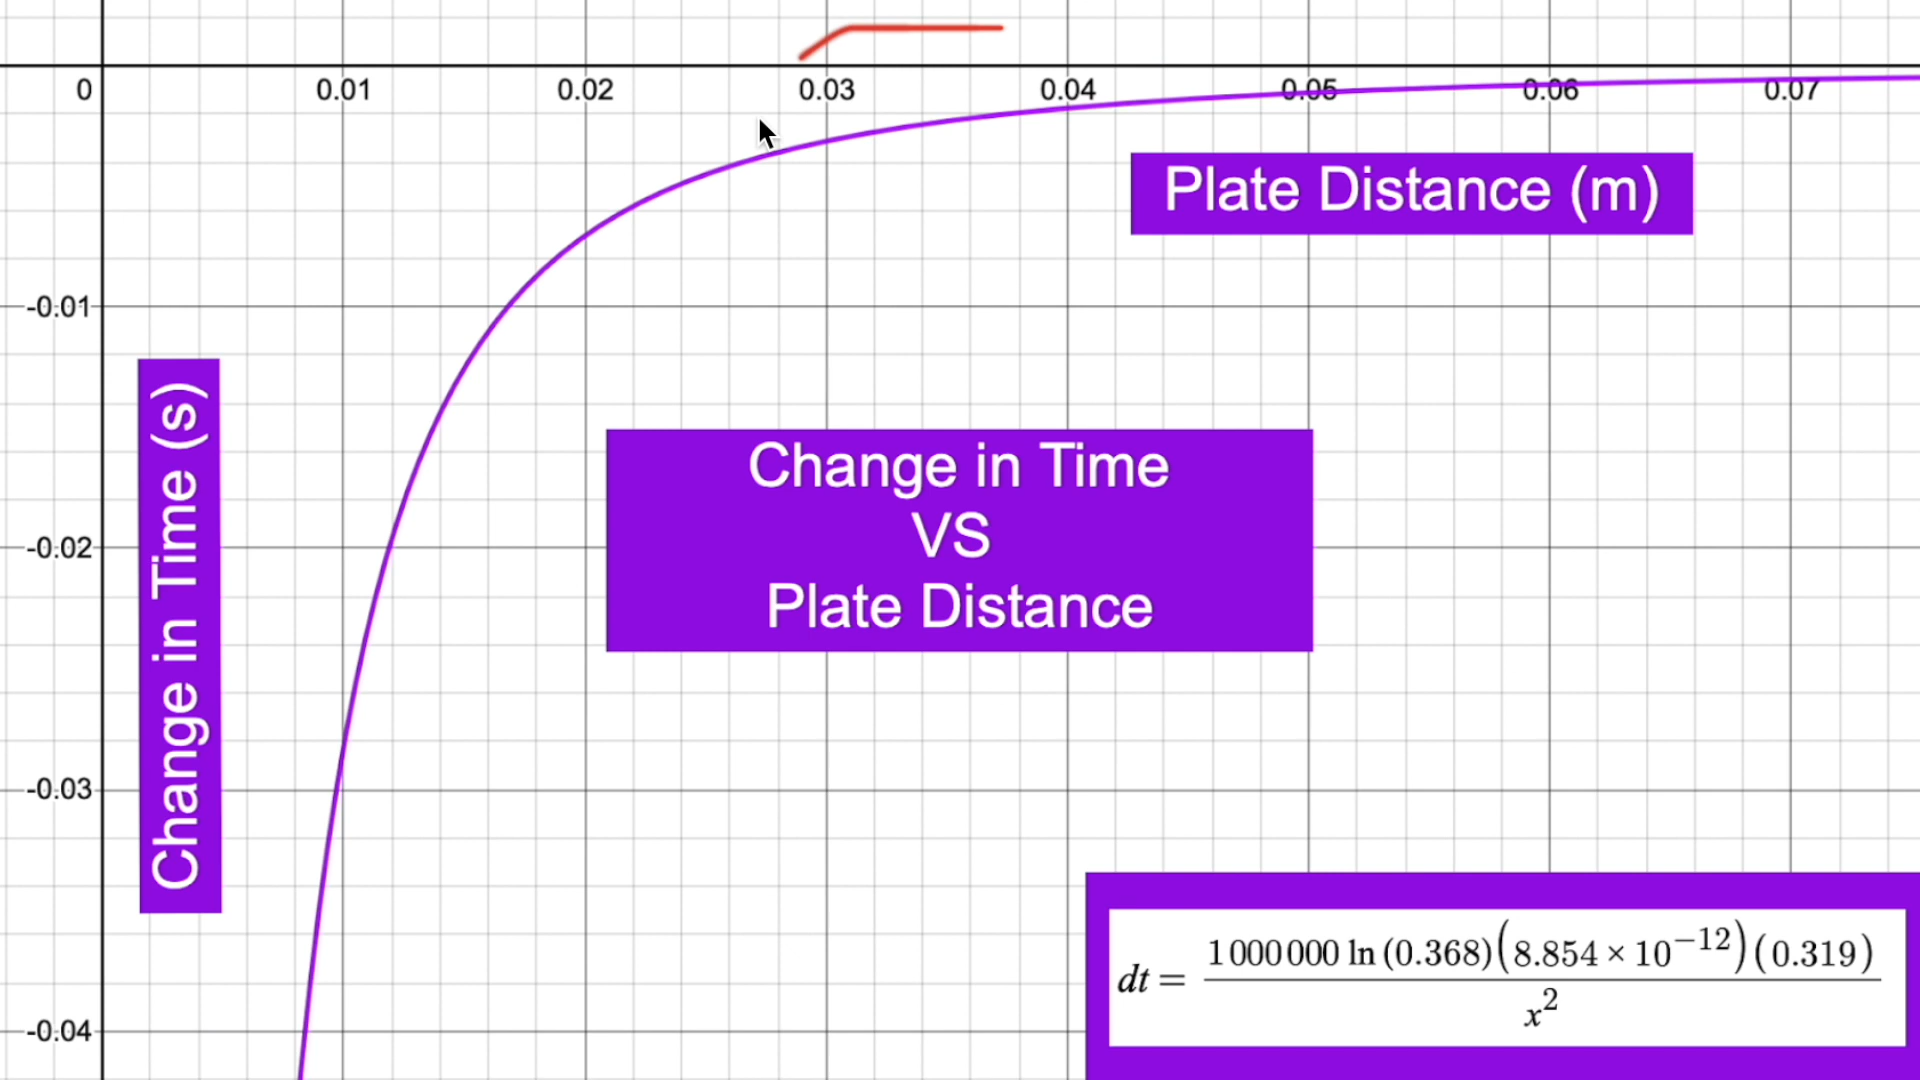 0 0.01 0.02 0.03 0.04 0.05 0.06 0.07
Plate Distance (m)
-0.01
-0.02
-0.03
-0.04
Change in Time (s)
Change in Time
VS
Plate Distance
dt = \frac{1000000 ln (0.368)(8.854 × 10^{−12})(0.319)}{x^2}